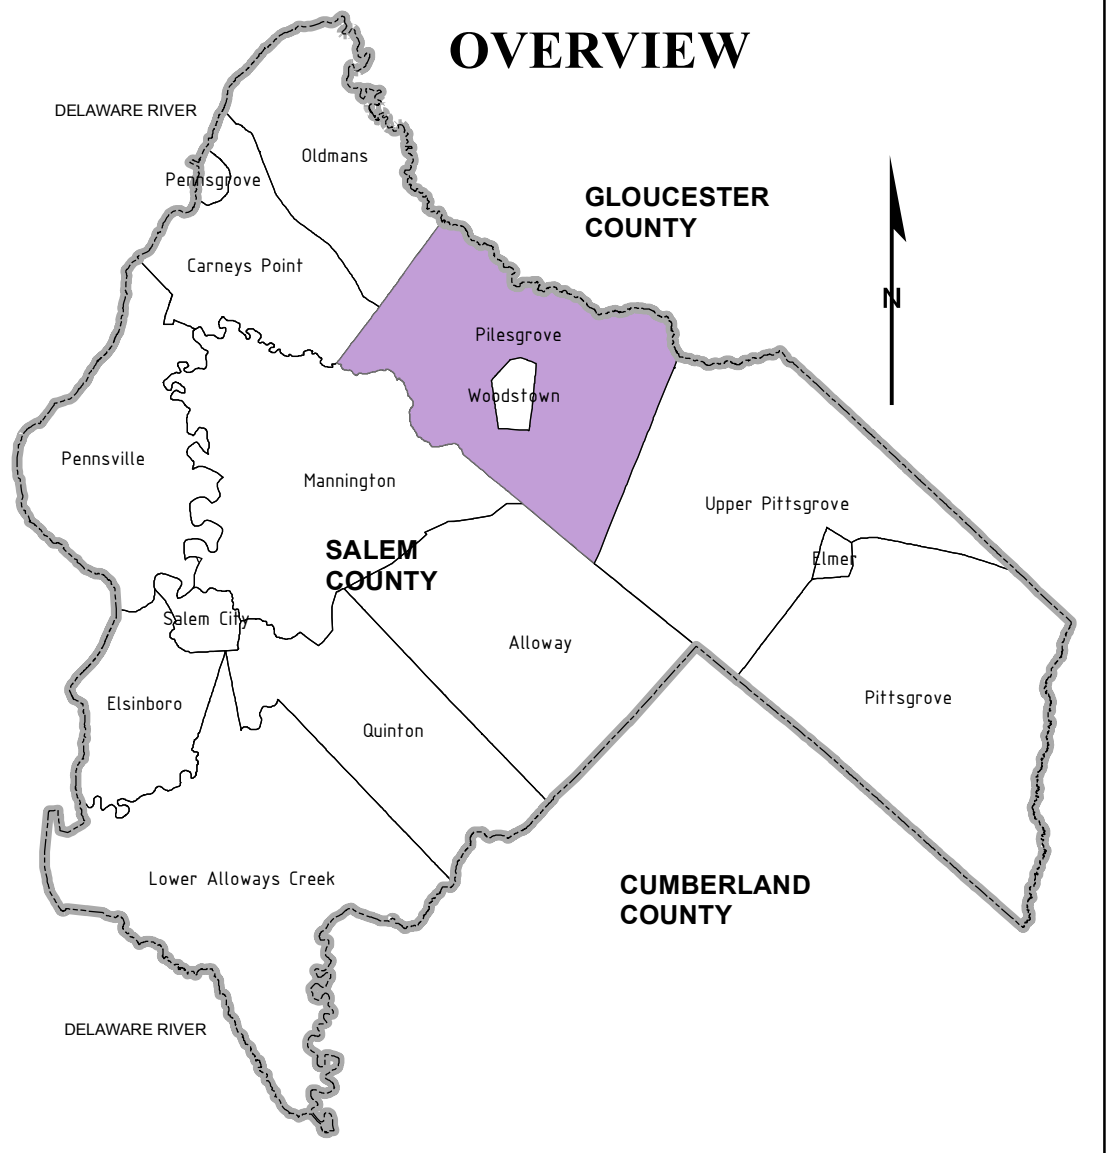 OVERVIEW
DELAWARE RIVER
Oldmans
Pennsgrove
GLOUCESTER
COUNTY
Carneys Point
N
Pilesgrove
Woodstown
Pennsville
Mannington
Upper Pittsgrove
SALEM
COUNTY
Elmer
Salem City
Alloway
Elsinboro
Pittsgrove
Quinton
Lower Alloways Creek
CUMBERLAND
COUNTY
DELAWARE RIVER